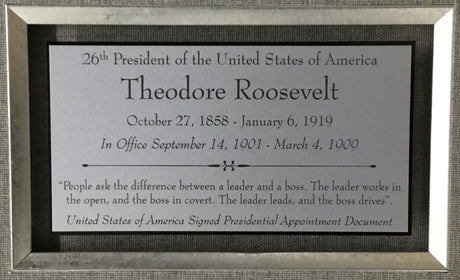 26th President of the United States of America
Theodore Roosevelt
October 27, 1858 - January 6, 1919
In Office September 14, 1901 - March 4, 1909
“People ask the difference between a leader and a boss. The leader works in
the open, and the boss in covert. The leader leads, and the boss drives”.
United States of America Signed Presidential Appointment Document